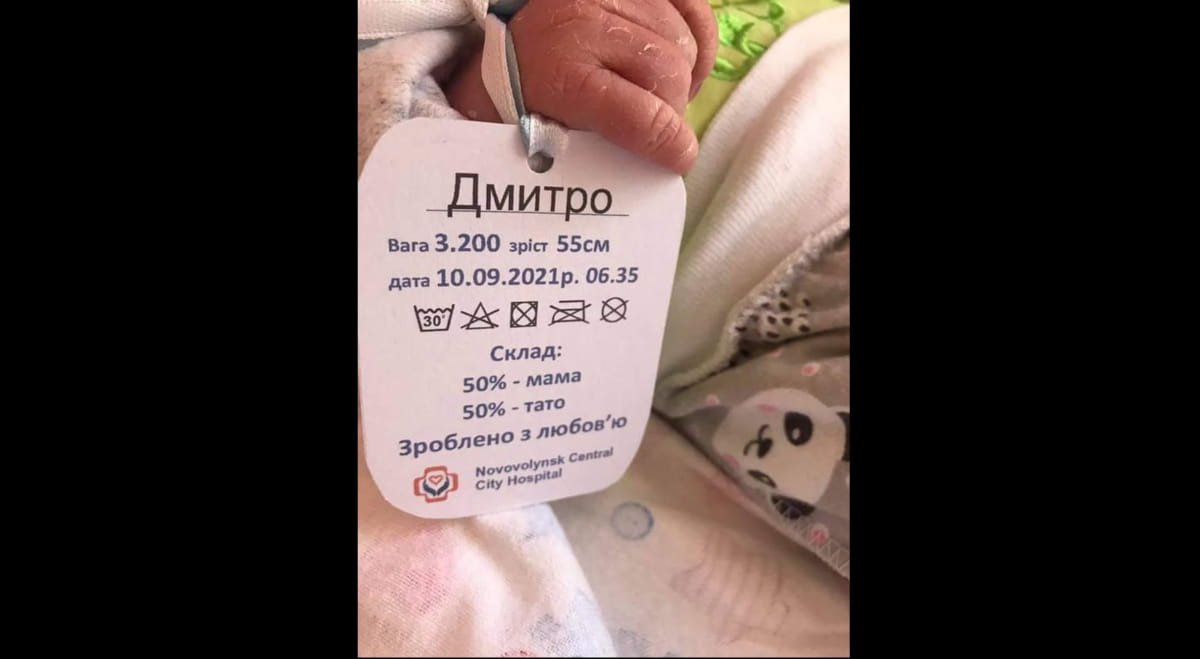 Дмитро
Вага 3.200 зріст 55см
дата 10.09.2021р. 06.35
30°
Склад:
50% - мама
50% - тато
Зроблено з любов’ю
Novovolynsk Central
City Hospital